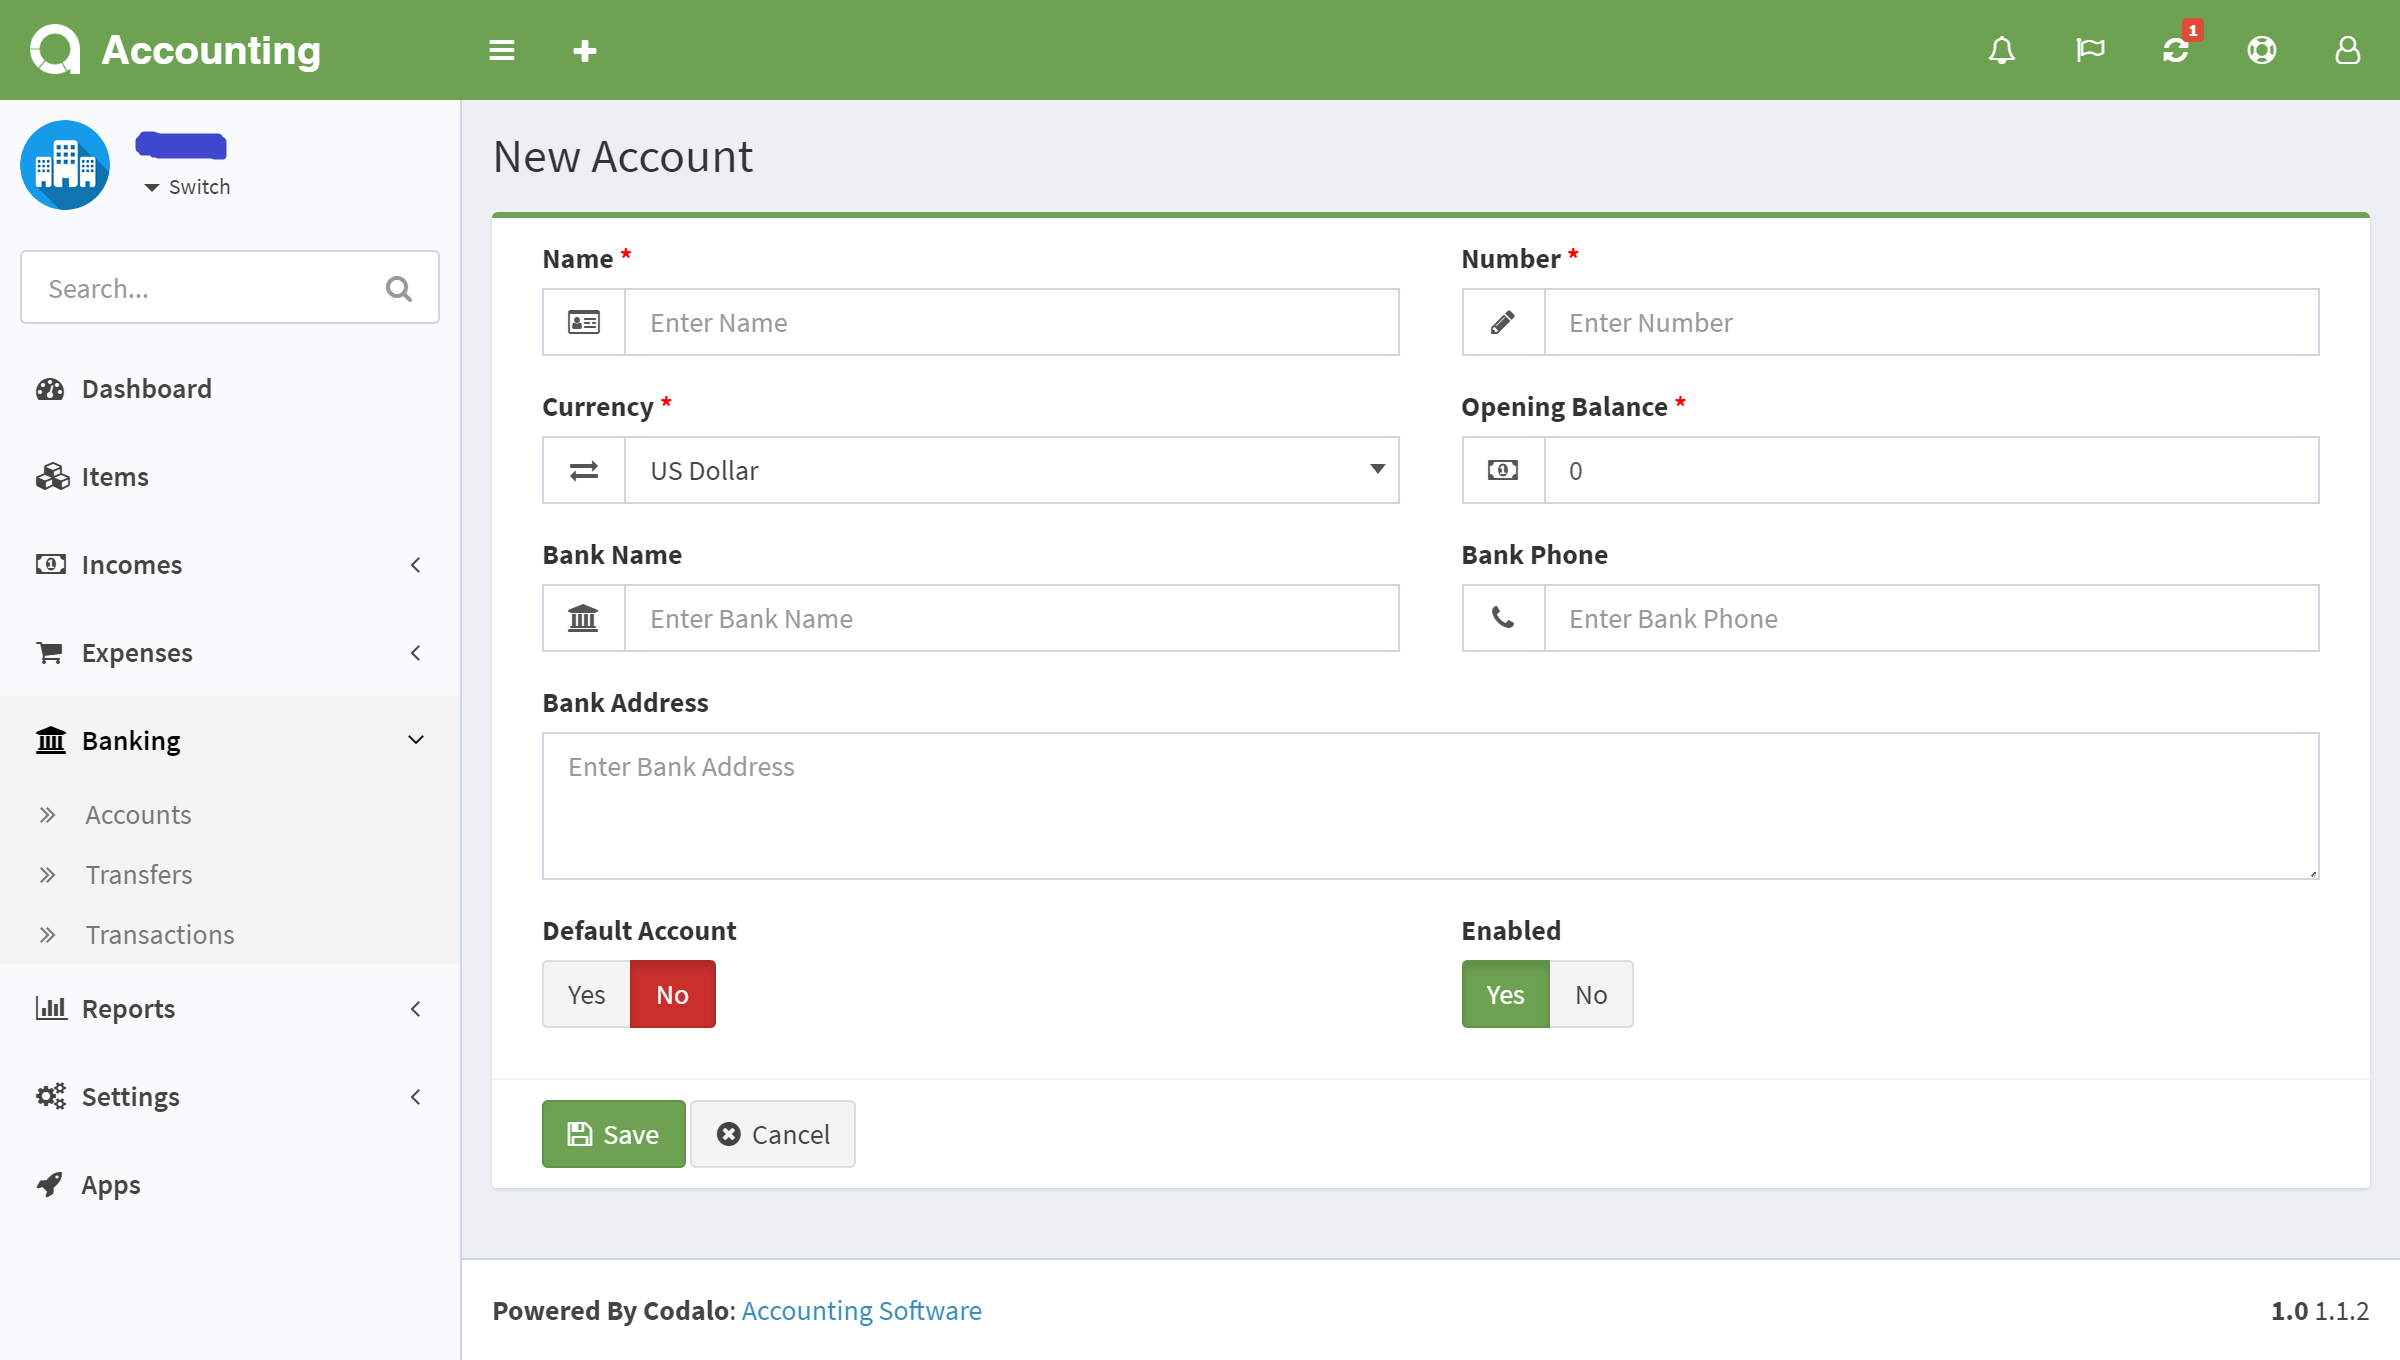 Accounting
1
Switch
Search...
Dashboard
Items
Incomes
Expenses
Banking
Accounts
Transfers
Transactions
Reports
Settings
Apps
New Account
Name *
Number *
Enter Name
Enter Number
Currency *
Opening Balance *
US Dollar
0
Bank Name
Bank Phone
Enter Bank Name
Enter Bank Phone
Bank Address
Enter Bank Address
Default Account
Enabled
Yes No
Yes No
Save Cancel
Powered By Codalo: Accounting Software
1.0 1.1.2